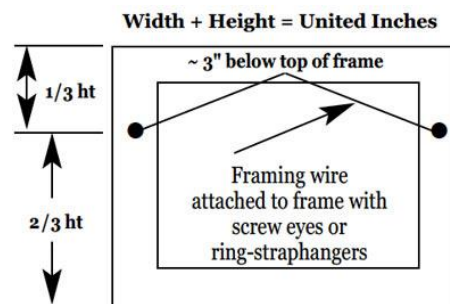 Width + Height = United Inches
~ 3" below top of frame
1/3 ht
Framing wire
attached to frame with
screw eyes or
ring-straphangers
2/3 ht